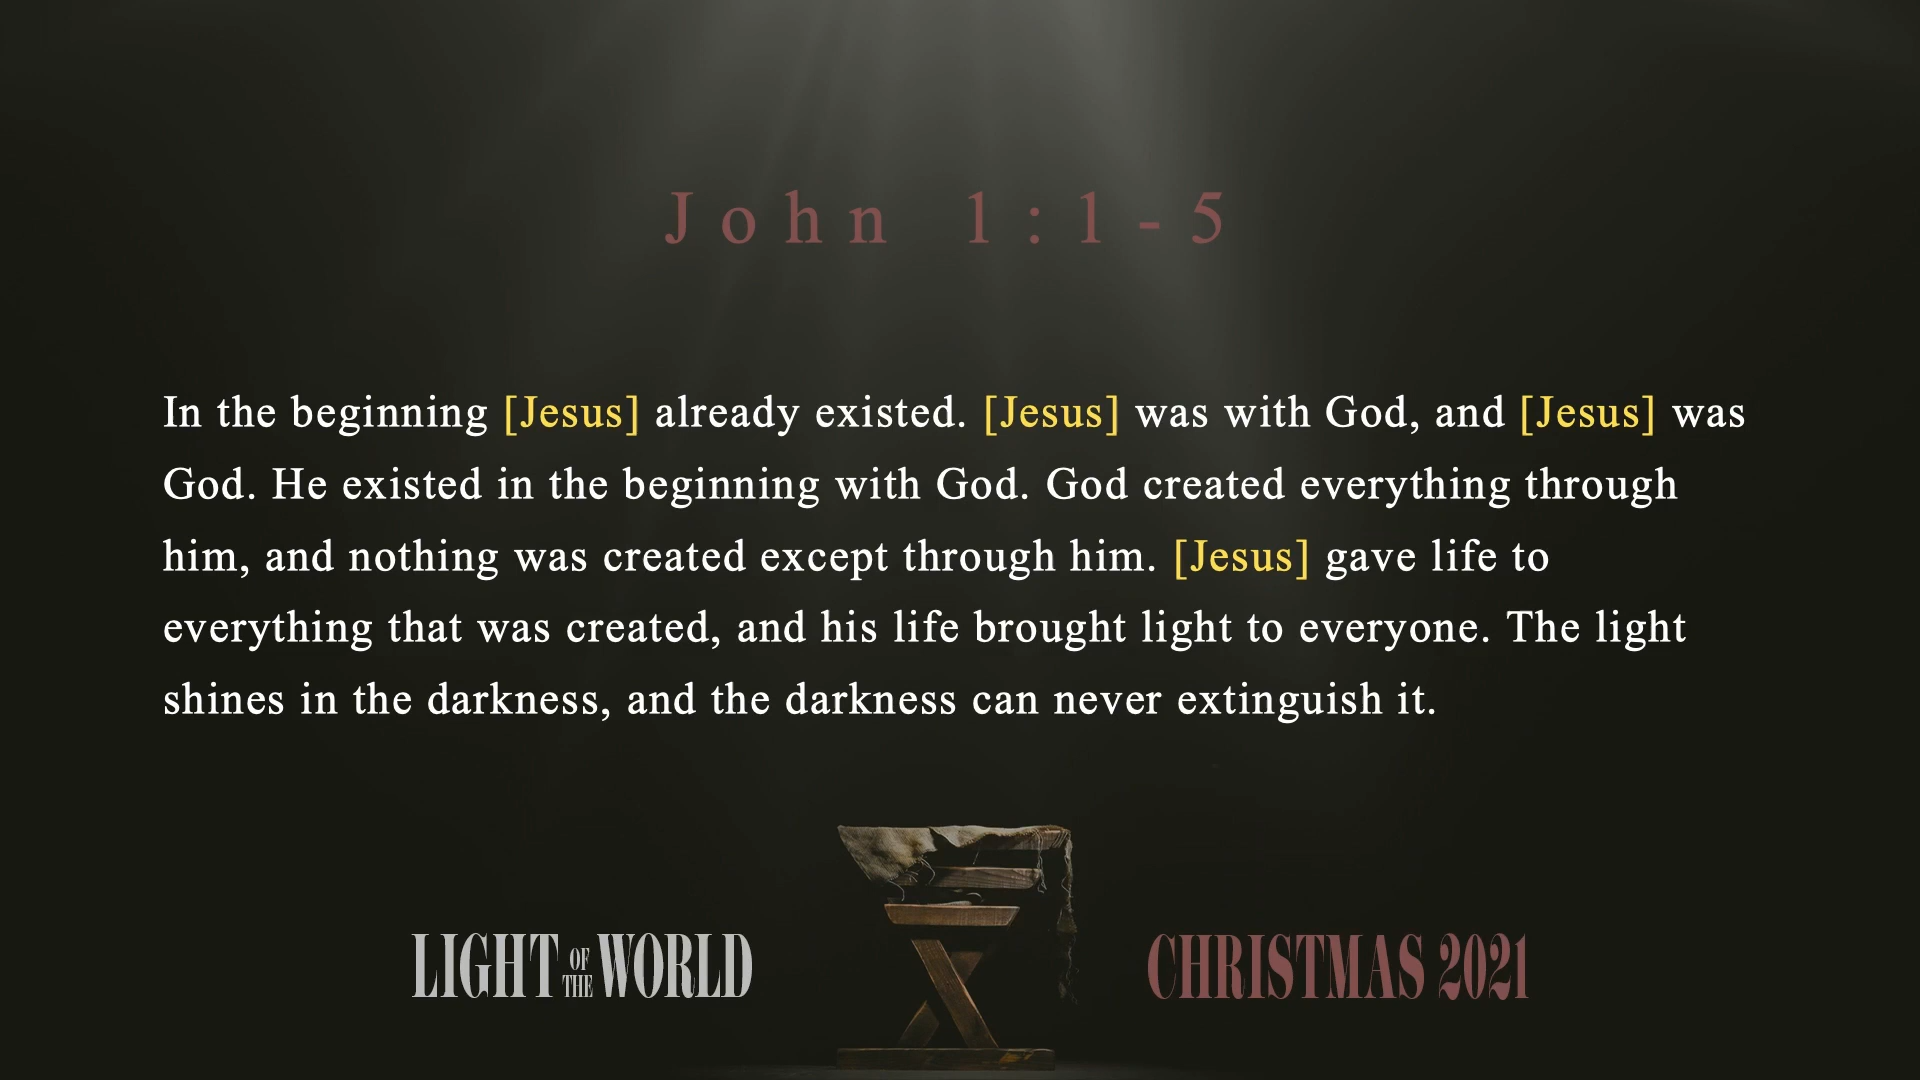 John 1:1-5
In the beginning [Jesus] already existed. [Jesus] was with God, and [Jesus] was
God. He existed in the beginning with God. God created everything through
him, and nothing was created except through him. [Jesus] gave life to
everything that was created, and his life brought light to everyone. The light
shines in the darkness, and the darkness can never extinguish it.
LIGHT OF THE WORLD
CHRISTMAS 2021